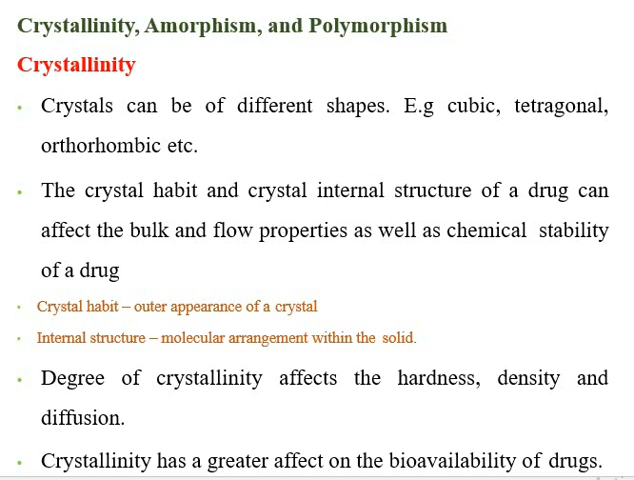 Crystallinity, Amorphism, and Polymorphism
Crystallinity
• Crystals can be of different shapes. E.g cubic, tetragonal,
orthorhombic etc.
• The crystal habit and crystal internal structure of a drug can
affect the bulk and flow properties as well as chemical stability
of a drug
• Crystal habit – outer appearance of a crystal
• Internal structure – molecular arrangement within the solid.
• Degree of crystallinity affects the hardness, density and
diffusion.
• Crystallinity has a greater affect on the bioavailability of drugs.